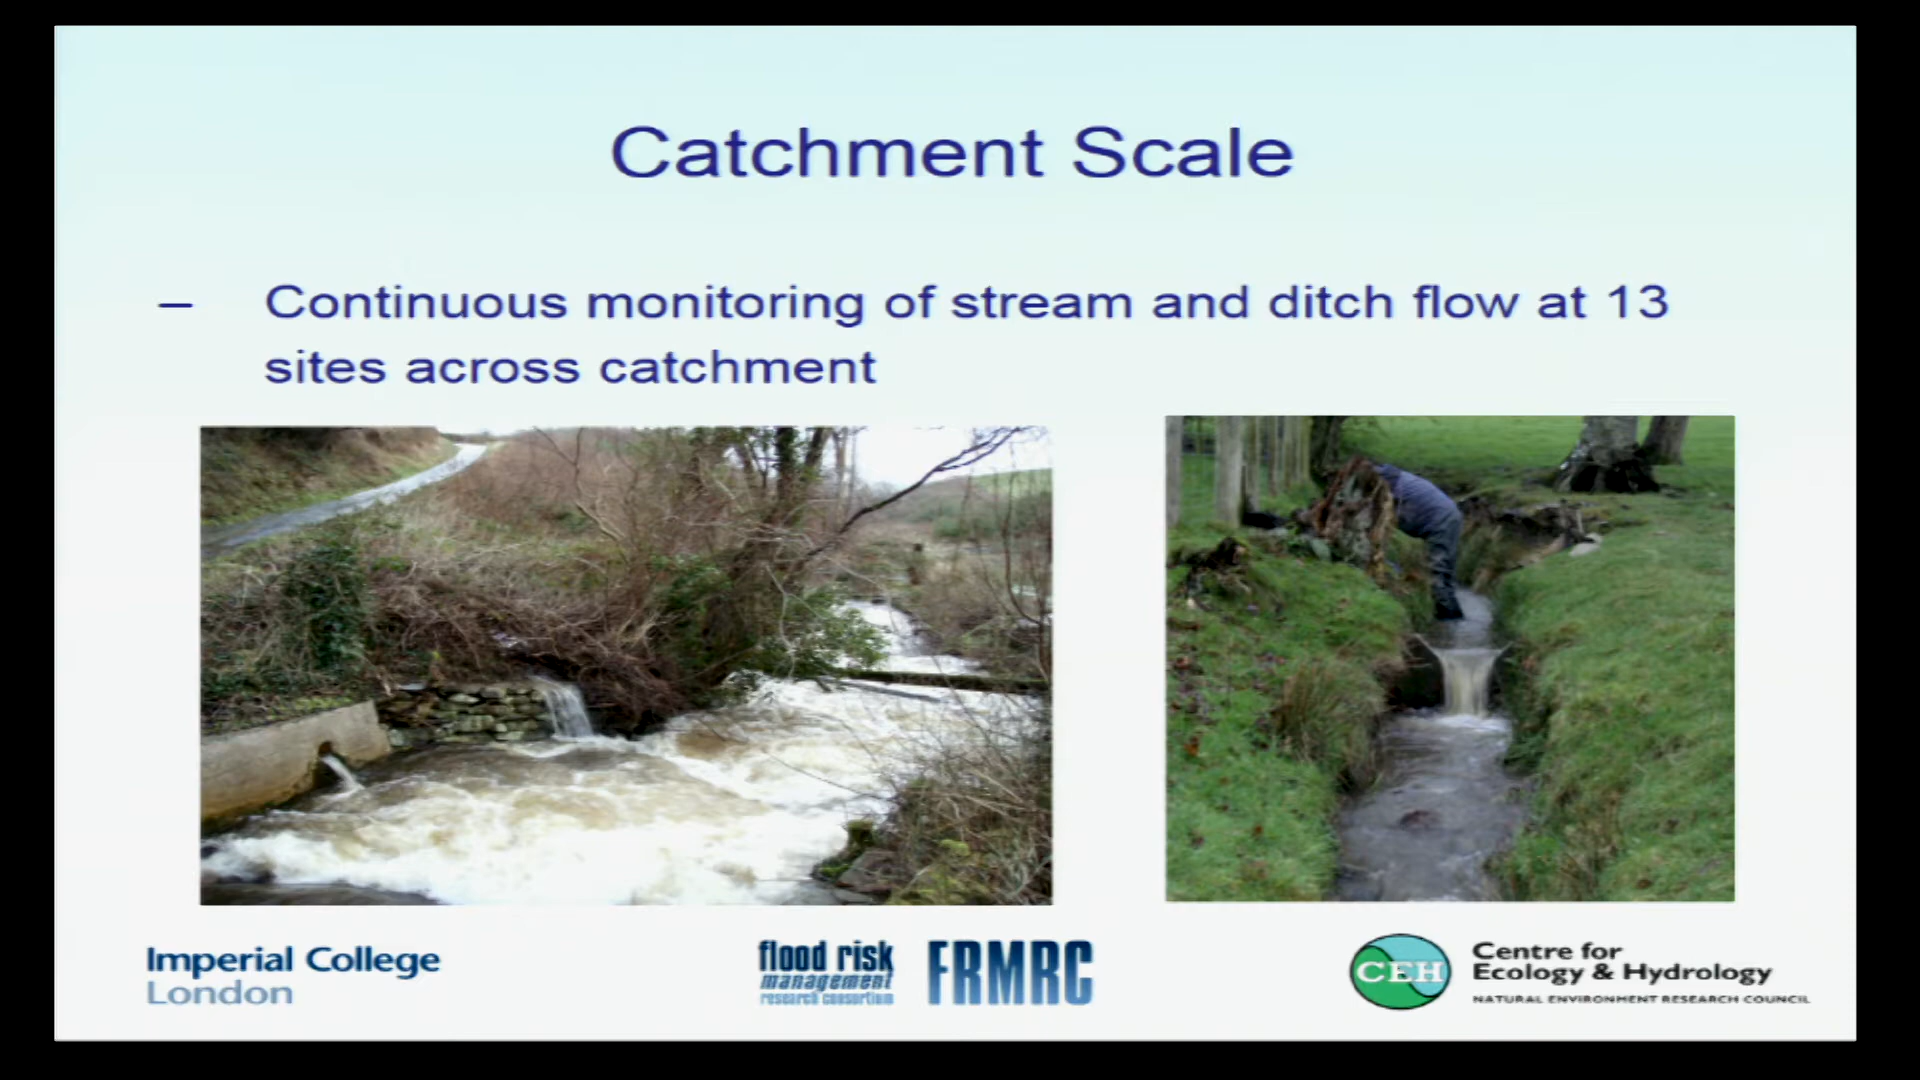 Catchment Scale
– Continuous monitoring of stream and ditch flow at 13
sites across catchment
Imperial College
London
flood risk
management
research consortium
FRMRC
CEH
Centre for
Ecology & Hydrology
NATURAL ENVIRONMENT RESEARCH COUNCIL